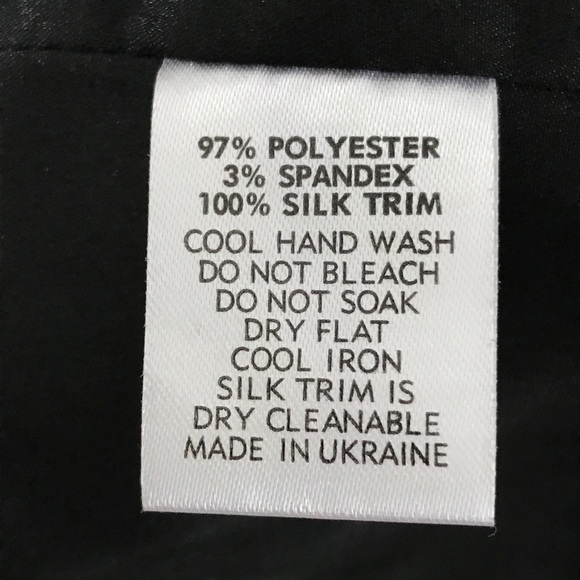 97% POLYESTER
3% SPANDEX
100% SILK TRIM
COOL HAND WASH
DO NOT BLEACH
DO NOT SOAK
DRY FLAT
COOL IRON
SILK TRIM IS
DRY CLEANABLE
MADE IN UKRAINE